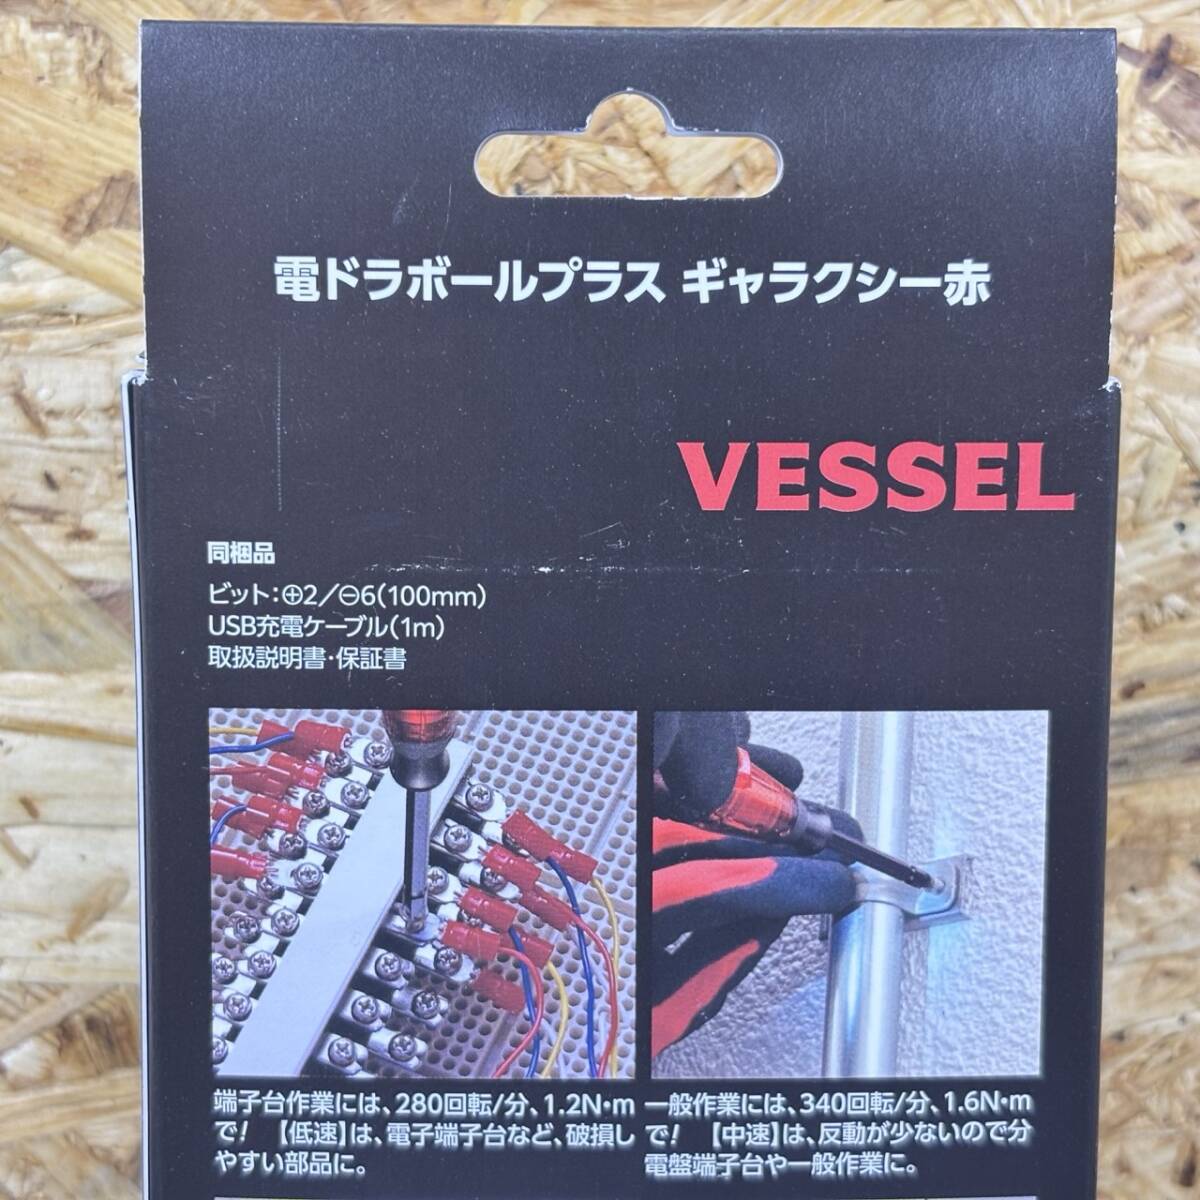 電ドラボールプラス ギャラクシー赤
VESSEL
同梱品
ビット：⊕2／⊖6（100mm）
USB充電ケーブル（1m）
取扱説明書・保証書
端子台作業には、280回転/分、1.2N・m
で！【低速】は、電子端子台など、破損し
やすい部品に。
一般作業には、340回転/分、1.6N・m
で！【中速】は、反動が少ないので分
電盤端子台や一般作業に。